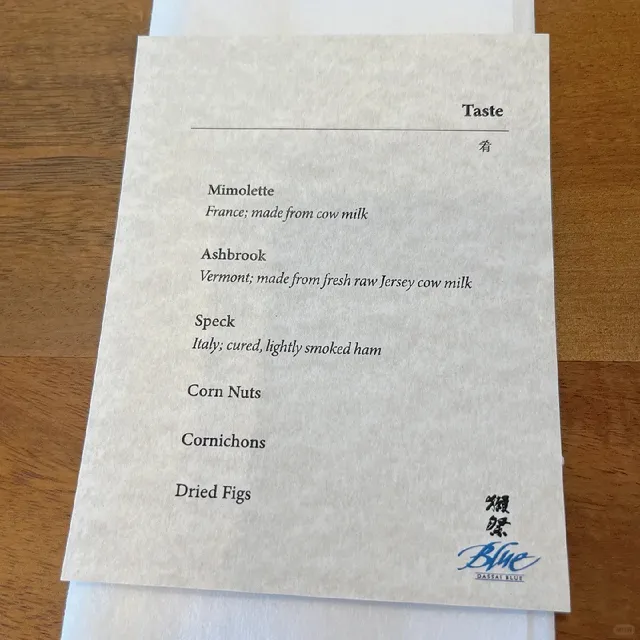 Taste
肴
Mimolette
France; made from cow milk
Ashbrook
Vermont; made from fresh raw Jersey cow milk
Speck
Italy; cured, lightly smoked ham
Corn Nuts
Cornichons
Dried Figs
獺
祭
Blue
DASSAI BLUE